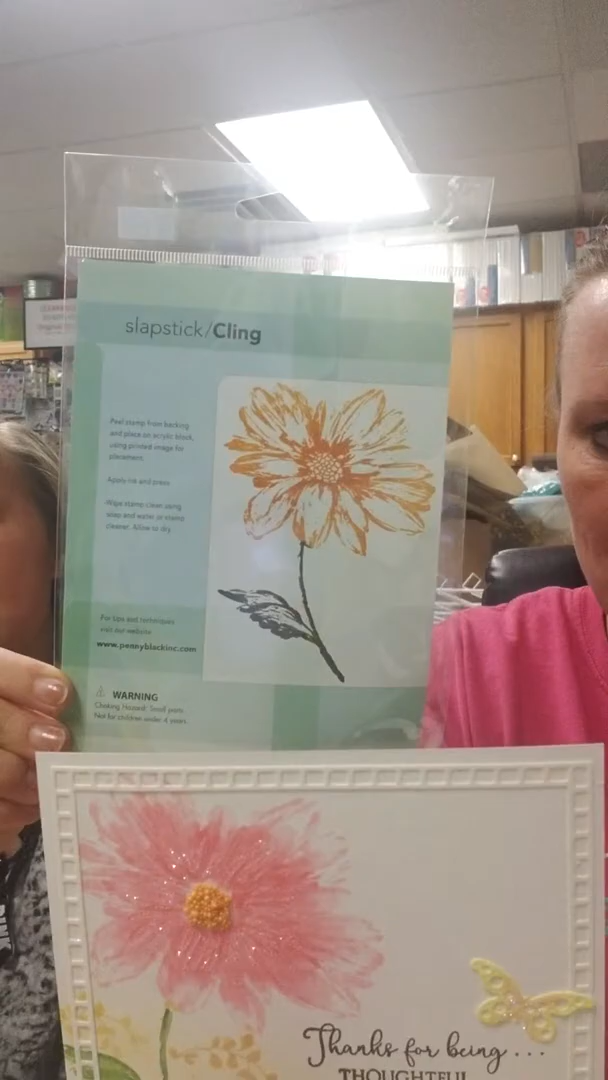 slapstick/Cling
Peel stamp from backing
and place on acrylic block,
using printed image for
placement.
Apply ink and press
Wipe stamp clean using
soap and water or stamp
cleaner. Allow to dry.
For tips and techniques
visit our website
www.pennyblackinc.com
WARNING
Choking Hazard: Small parts.
Not for children under 4 years.
Thanks for being...
THOUGHTFUL